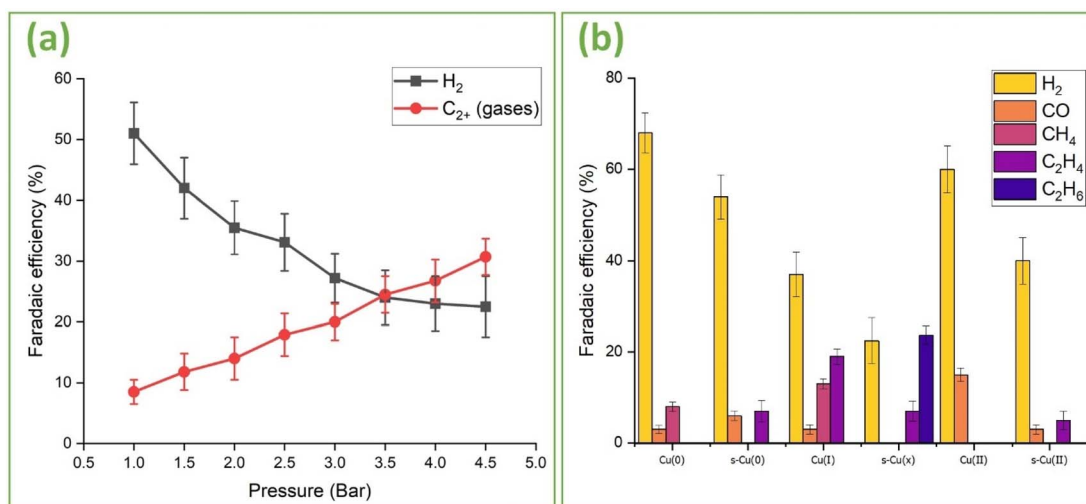 (a)
H₂
C₂₊ (gases)
Faradaic efficiency (%)
60
50
40
30
20
10
0
0.5 1.0 1.5 2.0 2.5 3.0 3.5 4.0 4.5 5.0
Pressure (Bar)
(b)
H₂
CO
CH₄
C₂H₄
C₂H₆
Faradaic efficiency (%)
80
60
40
20
0
Cu(0) s-Cu(0) Cu(I) s-Cu(x) Cu(II) s-Cu(II)